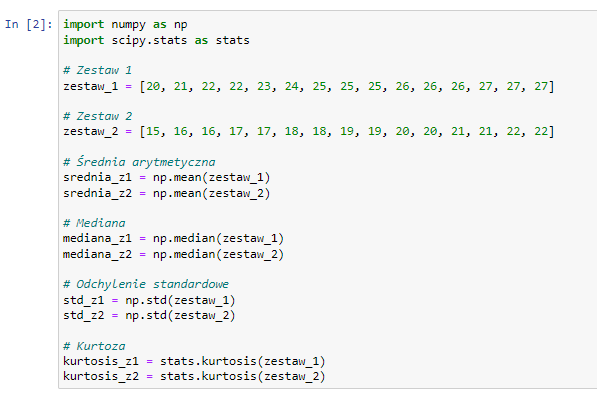 In [2]: import numpy as np
import scipy.stats as stats
# Zestaw 1
zestaw_1 = [20, 21, 22, 22, 23, 24, 25, 25, 25, 26, 26, 26, 27, 27, 27]
# Zestaw 2
zestaw_2 = [15, 16, 16, 17, 17, 18, 18, 19, 19, 20, 20, 21, 21, 22, 22]
# Średnia arytmetyczna
srednia_z1 = np.mean(zestaw_1)
srednia_z2 = np.mean(zestaw_2)
# Mediana
mediana_z1 = np.median(zestaw_1)
mediana_z2 = np.median(zestaw_2)
# Odchylenie standardowe
std_z1 = np.std(zestaw_1)
std_z2 = np.std(zestaw_2)
# Kurtoza
kurtosis_z1 = stats.kurtosis(zestaw_1)
kurtosis_z2 = stats.kurtosis(zestaw_2)